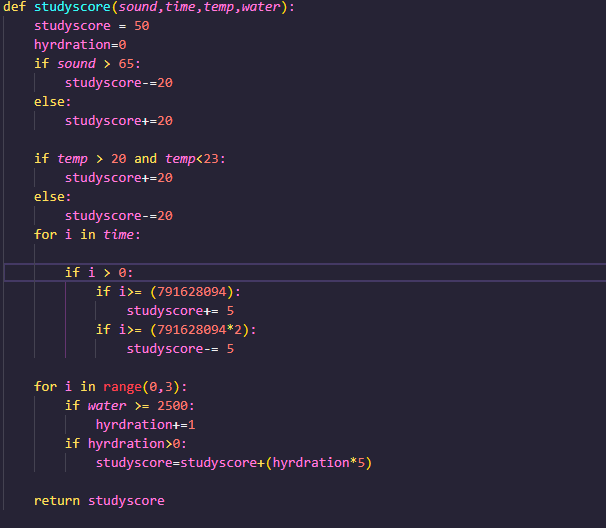 def studyscore(sound,time,temp,water):
    studyscore = 50
    hyrdration=0
    if sound > 65:
        studyscore-=20
    else:
        studyscore+=20

    if temp > 20 and temp<23:
        studyscore+=20
    else:
        studyscore-=20
    for i in time:

        if i > 0:
            if i>= (791628094):
                studyscore+= 5
            if i>= (791628094*2):
                studyscore-= 5

    for i in range(0,3):
        if water >= 2500:
            hyrdration+=1
        if hyrdration>0:
            studyscore=studyscore+(hyrdration*5)

    return studyscore